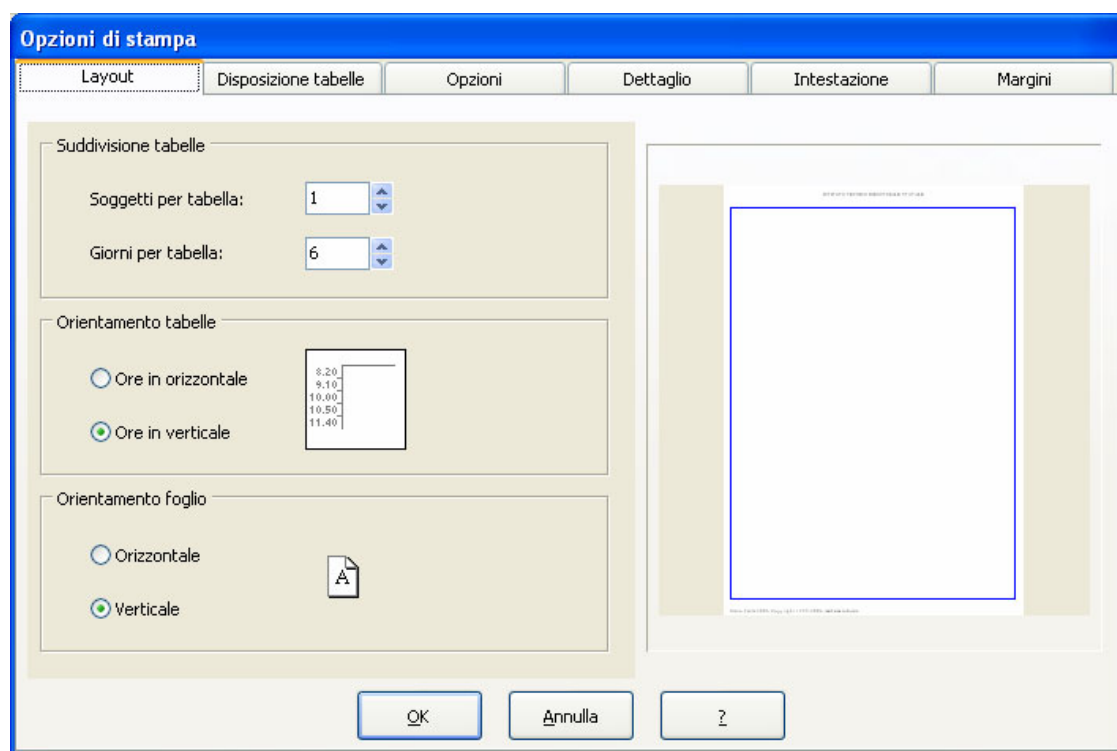 Opzioni di stampa
Layout Disposizione tabelle Opzioni Dettaglio Intestazione Margini
Suddivisione tabelle
Soggetti per tabella: 1
Giorni per tabella: 6
Orientamento tabelle
Ore in orizzontale
8.20
9.10
10.00
10.50
11.40
Ore in verticale
Orientamento foglio
Orizzontale
A
Verticale
OK Annulla ?